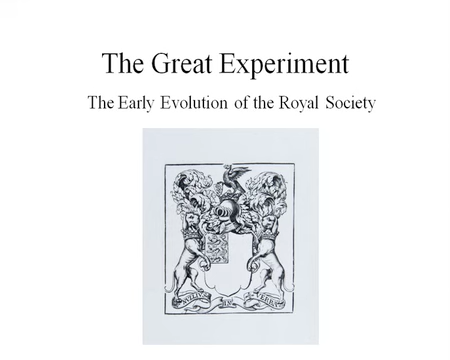 The Great Experiment
The Early Evolution of the Royal Society